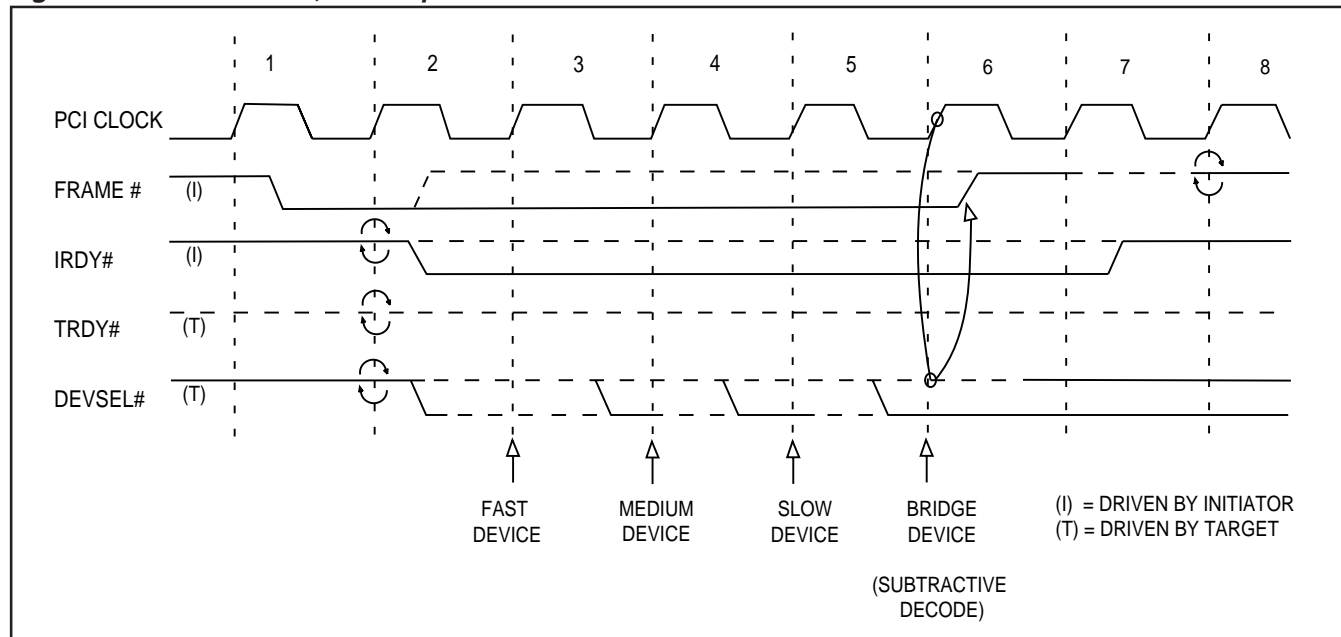 1 2 3 4 5 6 7 8
PCI CLOCK
FRAME # (I)
IRDY# (I)
TRDY# (T)
DEVSEL# (T)
FAST
DEVICE
MEDIUM
DEVICE
SLOW
DEVICE
BRIDGE
DEVICE
(SUBTRACTIVE
DECODE)
(I) = DRIVEN BY INITIATOR
(T) = DRIVEN BY TARGET